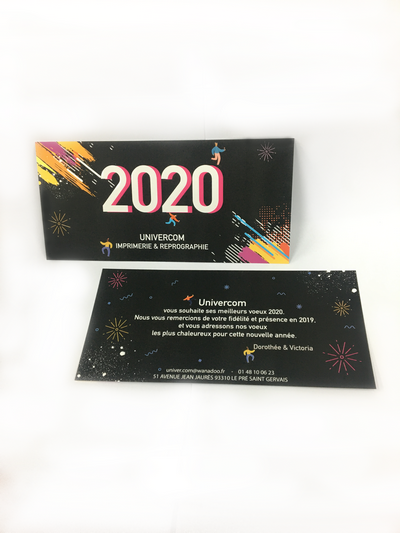 2020
UNIVERCOM
IMPRIMERIE & REPROGRAPHIE
Univercom
vous souhaite ses meilleurs voeux 2020.
Nous vous remercions de votre fidélité et présence en 2019,
et vous adressons nos voeux
les plus chaleureux pour cette nouvelle année.
Dorothée & Victoria
univer.com@wanadoo.fr - 01 48 10 06 23
51 AVENUE JEAN JAURÈS 93310 LE PRÉ SAINT GERVAIS